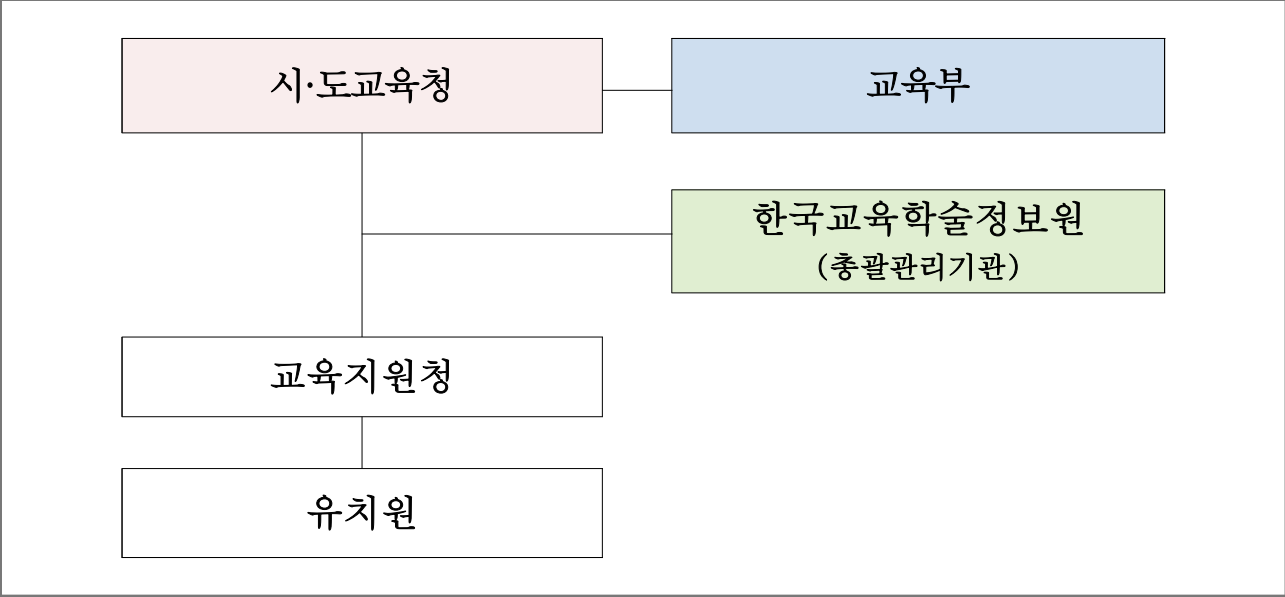 시·도교육청
교육부
한국교육학술정보원
(총괄관리기관)
교육지원청
유치원